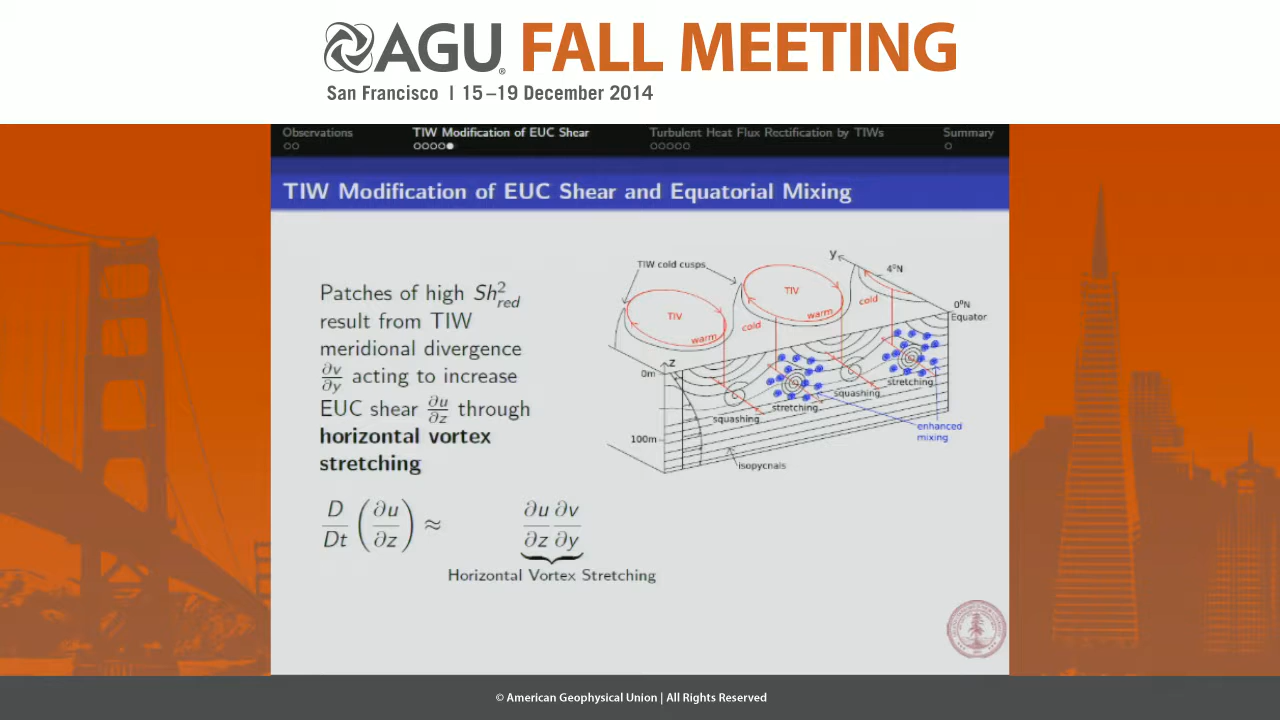 AGU FALL MEETING
San Francisco | 15–19 December 2014
Observations
TIW Modification of EUC Shear
Turbulent Heat Flux Rectification by TIWs
Summary
TIW Modification of EUC Shear and Equatorial Mixing
Patches of high Sh²red
result from TIW
meridional divergence
∂v/∂y acting to increase
EUC shear ∂u/∂z through
horizontal vortex
stretching
D/Dt (∂u/∂z) ≈ ∂u/∂z ∂v/∂y
Horizontal Vortex Stretching
TIW cold cusps
y
4°N
TIV
TIV
cold
0°N
Equator
warm
cold
warm
z
0m
squashing
stretching
squashing
stretching
enhanced
mixing
100m
isopycnals
© American Geophysical Union | All Rights Reserved